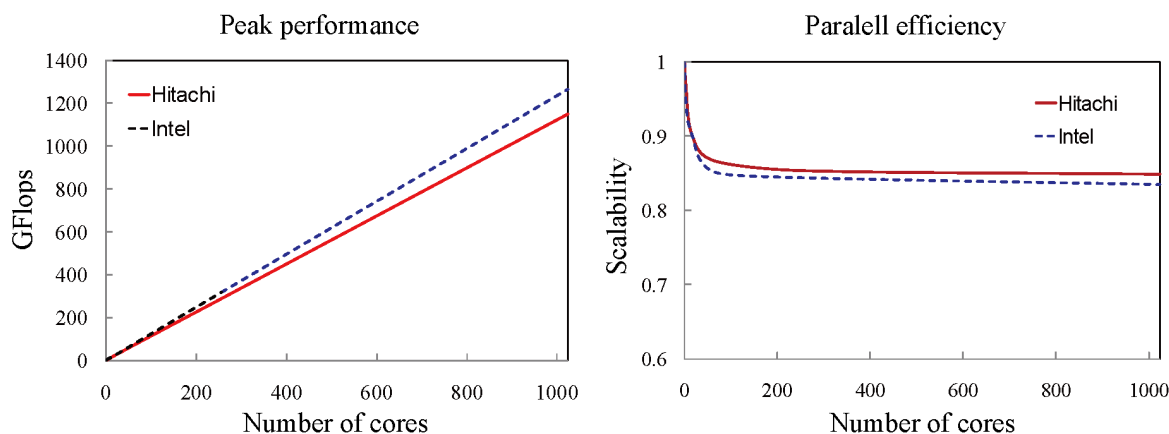 Peak performance
1400
1200
1000
800
600
400
200
0
GFlops
Hitachi
Intel
0 200 400 600 800 1000
Number of cores
Paralell efficiency
1
0.9
0.8
0.7
0.6
Scalability
Hitachi
Intel
0 200 400 600 800 1000
Number of cores